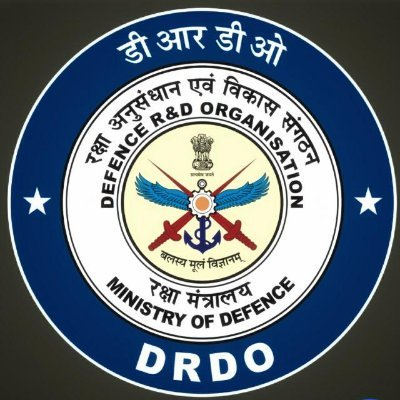 डी आर डी ओ
रक्षा अनुसंधान एवं विकास संगठन
DEFENCE R&D ORGANISATION
बलस्य मूलं विज्ञानम्
रक्षा मंत्रालय
MINISTRY OF DEFENCE
DRDO